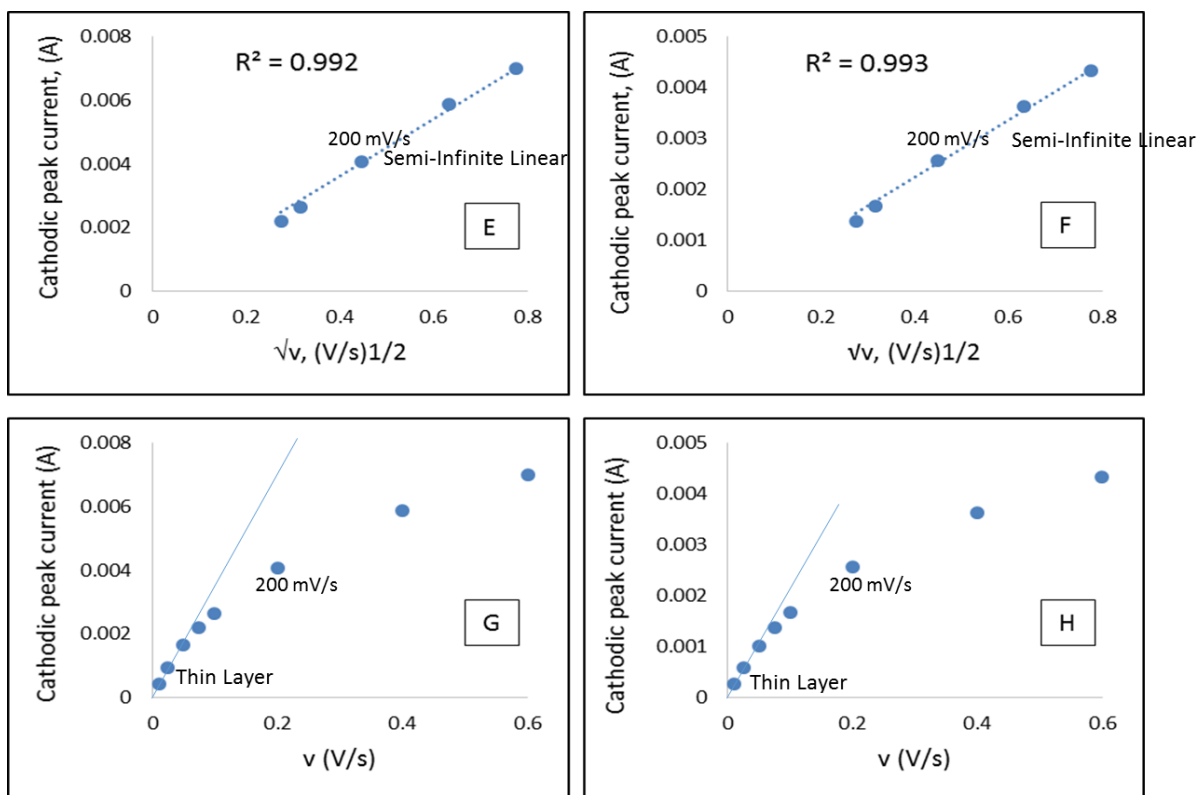 Cathodic peak current, (A)
0.008
0.006
0.004
0.002
0
R² = 0.992
200 mV/s
Semi-Infinite Linear
E
0 0.2 0.4 0.6 0.8
√v, (V/s)1/2
Cathodic peak current, (A)
0.005
0.004
0.003
0.002
0.001
0
R² = 0.993
200 mV/s
Semi-Infinite Linear
F
0 0.2 0.4 0.6 0.8
√v, (V/s)1/2
Cathodic peak current (A)
0.008
0.006
0.004
0.002
0
200 mV/s
G
Thin Layer
0 0.2 0.4 0.6
v (V/s)
Cathodic peak current (A)
0.005
0.004
0.003
0.002
0.001
0
200 mV/s
H
Thin Layer
0 0.2 0.4 0.6
v (V/s)